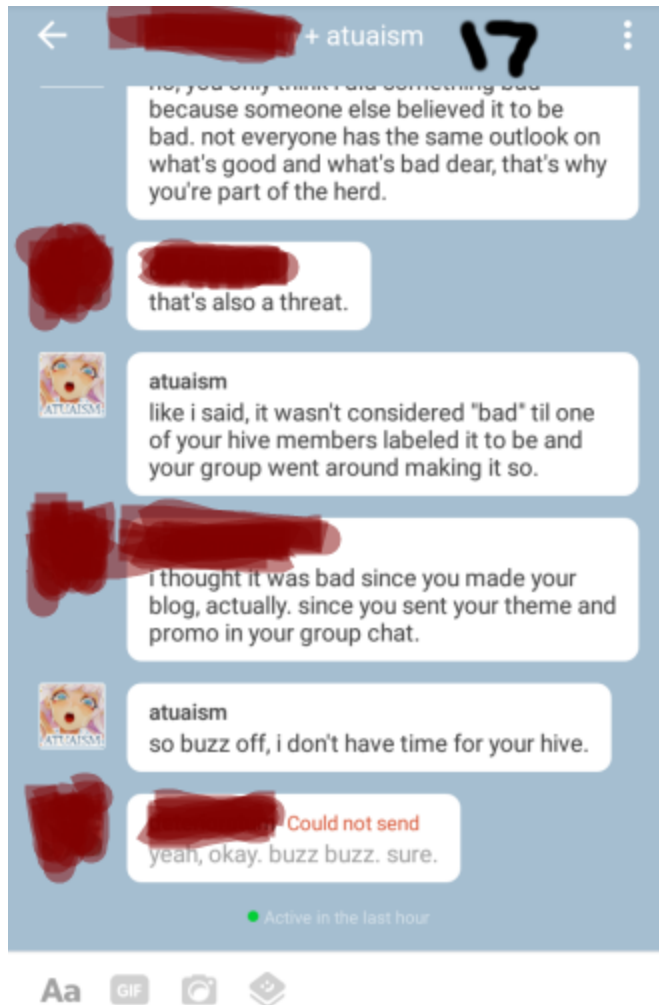 + atuaism
17
because someone else believed it to be
bad. not everyone has the same outlook on
what's good and what's bad dear, that's why
you're part of the herd.
that's also a threat.
atuaism
ATUAISM
like i said, it wasn't considered "bad" til one
of your hive members labeled it to be and
your group went around making it so.
i thought it was bad since you made your
blog, actually. since you sent your theme and
promo in your group chat.
atuaism
ATUAISM
so buzz off, i don't have time for your hive.
Could not send
yeah, okay. buzz buzz. sure.
Active in the last hour
Aa GIF